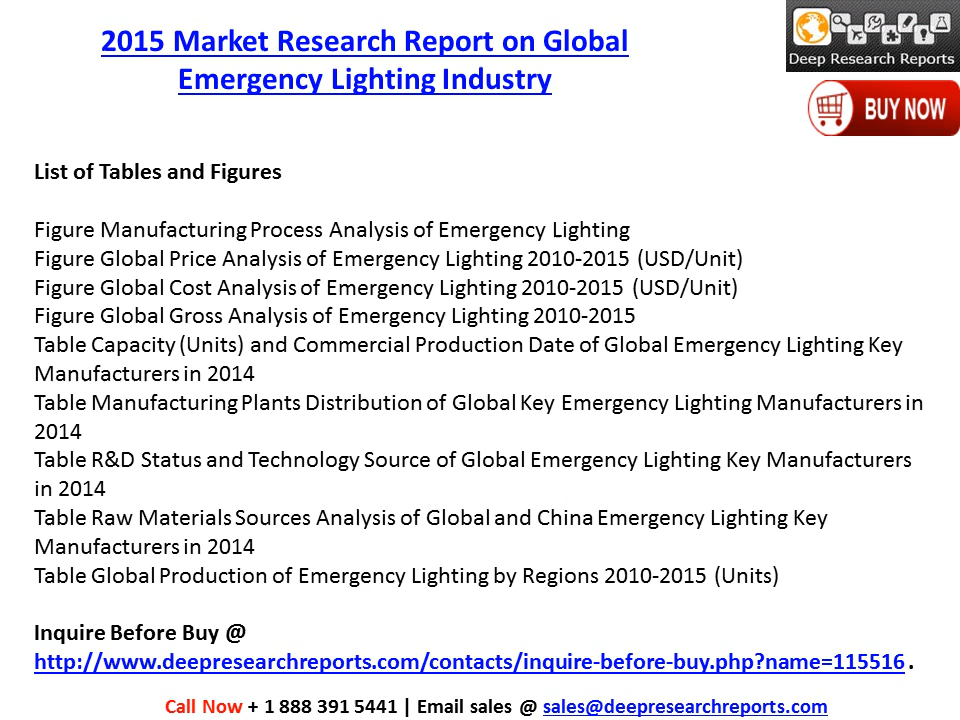 2015 Market Research Report on Global
Emergency Lighting Industry
Deep Research Reports
BUY NOW
List of Tables and Figures
Figure Manufacturing Process Analysis of Emergency Lighting
Figure Global Price Analysis of Emergency Lighting 2010-2015 (USD/Unit)
Figure Global Cost Analysis of Emergency Lighting 2010-2015 (USD/Unit)
Figure Global Gross Analysis of Emergency Lighting 2010-2015
Table Capacity (Units) and Commercial Production Date of Global Emergency Lighting Key
Manufacturers in 2014
Table Manufacturing Plants Distribution of Global Key Emergency Lighting Manufacturers in
2014
Table R&D Status and Technology Source of Global Emergency Lighting Key Manufacturers
in 2014
Table Raw Materials Sources Analysis of Global and China Emergency Lighting Key
Manufacturers in 2014
Table Global Production of Emergency Lighting by Regions 2010-2015 (Units)
Inquire Before Buy @
http://www.deepresearchreports.com/contacts/inquire-before-buy.php?name=115516 .
Call Now + 1 888 391 5441 | Email sales @ sales@deepresearchreports.com